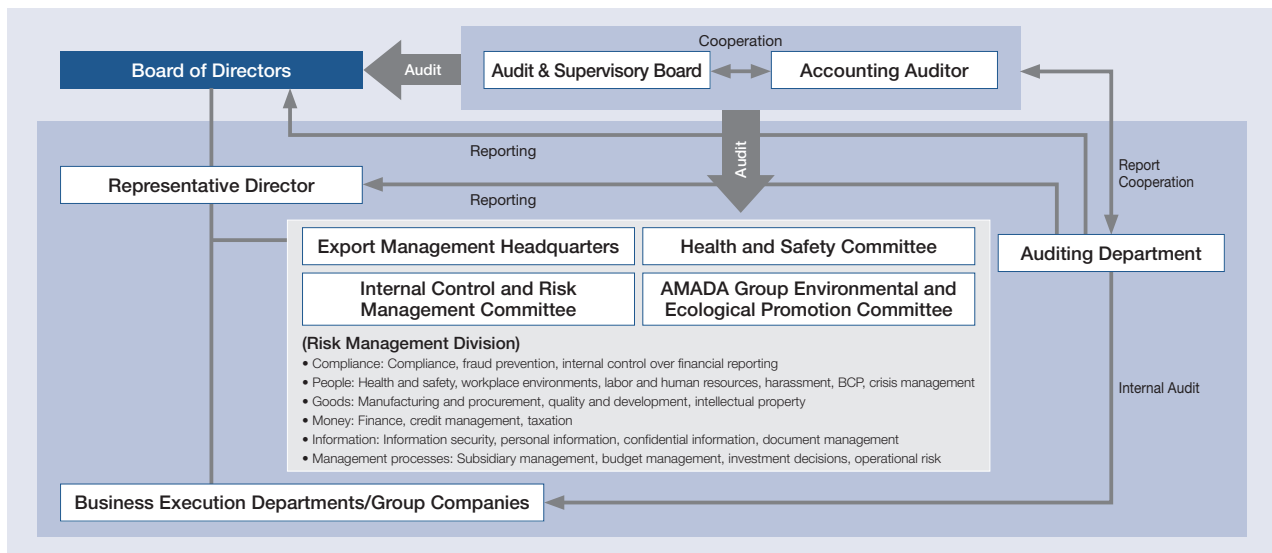 Cooperation
Board of Directors
Audit
Audit & Supervisory Board
Accounting Auditor
Reporting
Audit
Report
Cooperation
Representative Director
Reporting
Export Management Headquarters
Health and Safety Committee
Auditing Department
Internal Control and Risk
Management Committee
AMADA Group Environmental and
Ecological Promotion Committee
(Risk Management Division)
• Compliance: Compliance, fraud prevention, internal control over financial reporting
• People: Health and safety, workplace environments, labor and human resources, harassment, BCP, crisis management
• Goods: Manufacturing and procurement, quality and development, intellectual property
• Money: Finance, credit management, taxation
• Information: Information security, personal information, confidential information, document management
• Management processes: Subsidiary management, budget management, investment decisions, operational risk
Internal Audit
Business Execution Departments/Group Companies